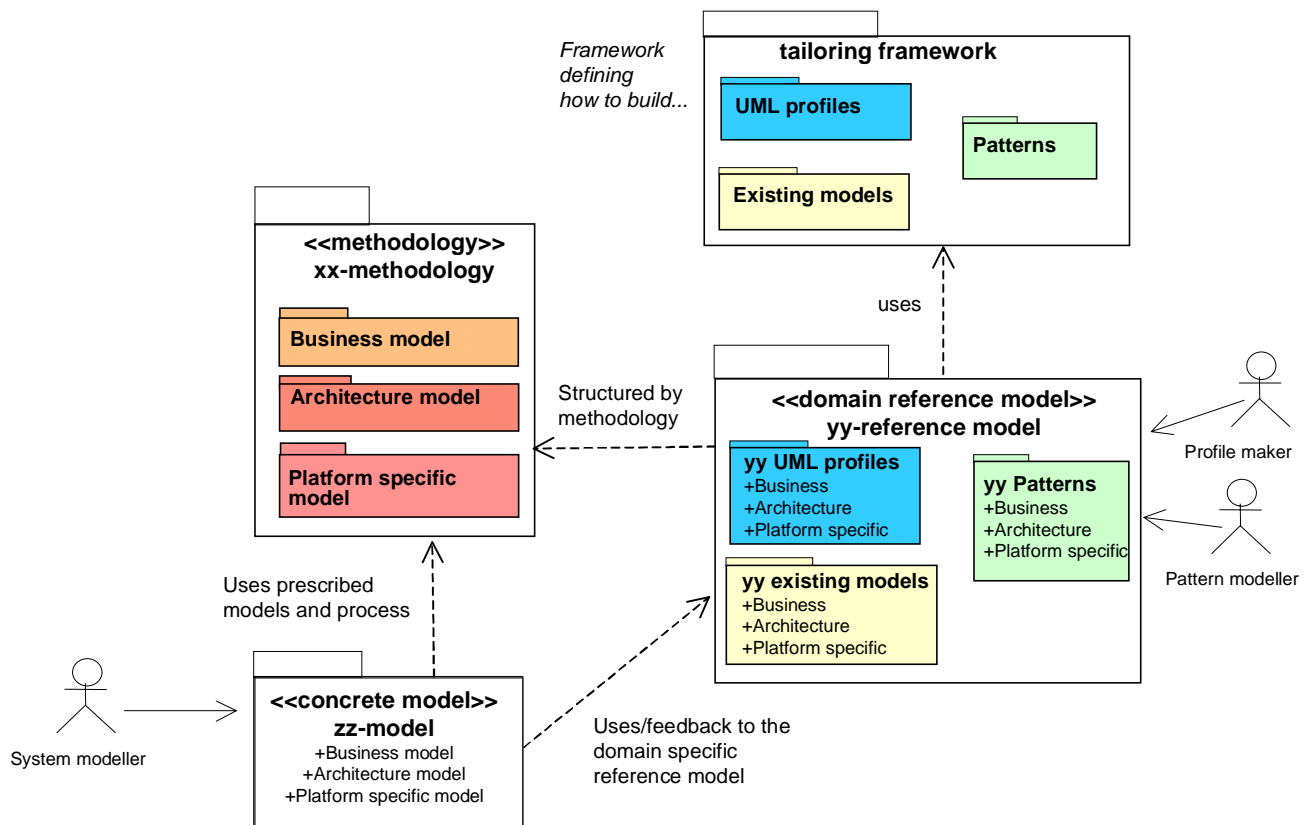 Framework
defining
how to build...
tailoring framework
UML profiles
Patterns
Existing models
<<methodology>>
xx-methodology
Business model
Architecture model
Platform specific
model
uses
Structured by
methodology
<<domain reference model>>
yy-reference model
yy UML profiles
+Business
+Architecture
+Platform specific
yy Patterns
+Business
+Architecture
+Platform specific
yy existing models
+Business
+Architecture
+Platform specific
Profile maker
Pattern modeller
Uses prescribed
models and process
System modeller
<<concrete model>>
zz-model
+Business model
+Architecture model
+Platform specific model
Uses/feedback to the
domain specific
reference model